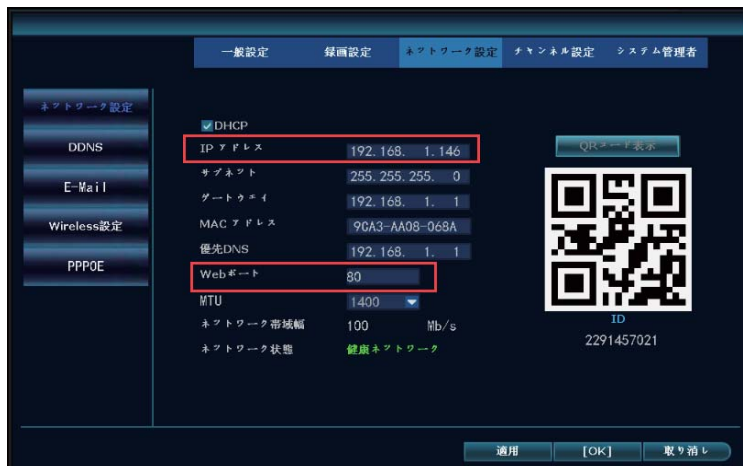 一般設定 録画設定 ネットワーク設定 チャンネル設定 システム管理者
ネットワーク設定
DDNS
E-Mail
Wireless設定
PPPOE
DHCP
IP アドレス 192.168. 1.146
サブネット 255.255.255. 0
ゲートウェイ 192.168. 1. 1
MAC アドレス 9CA3-AA08-068A
優先DNS 192.168. 1. 1
Webポート 80
MTU 1400
ネットワーク帯域幅 100 Mb/s
ネットワーク状態 健康ネットワーク
QRコード表示
ID
2291457021
適用 [OK] 取り消し